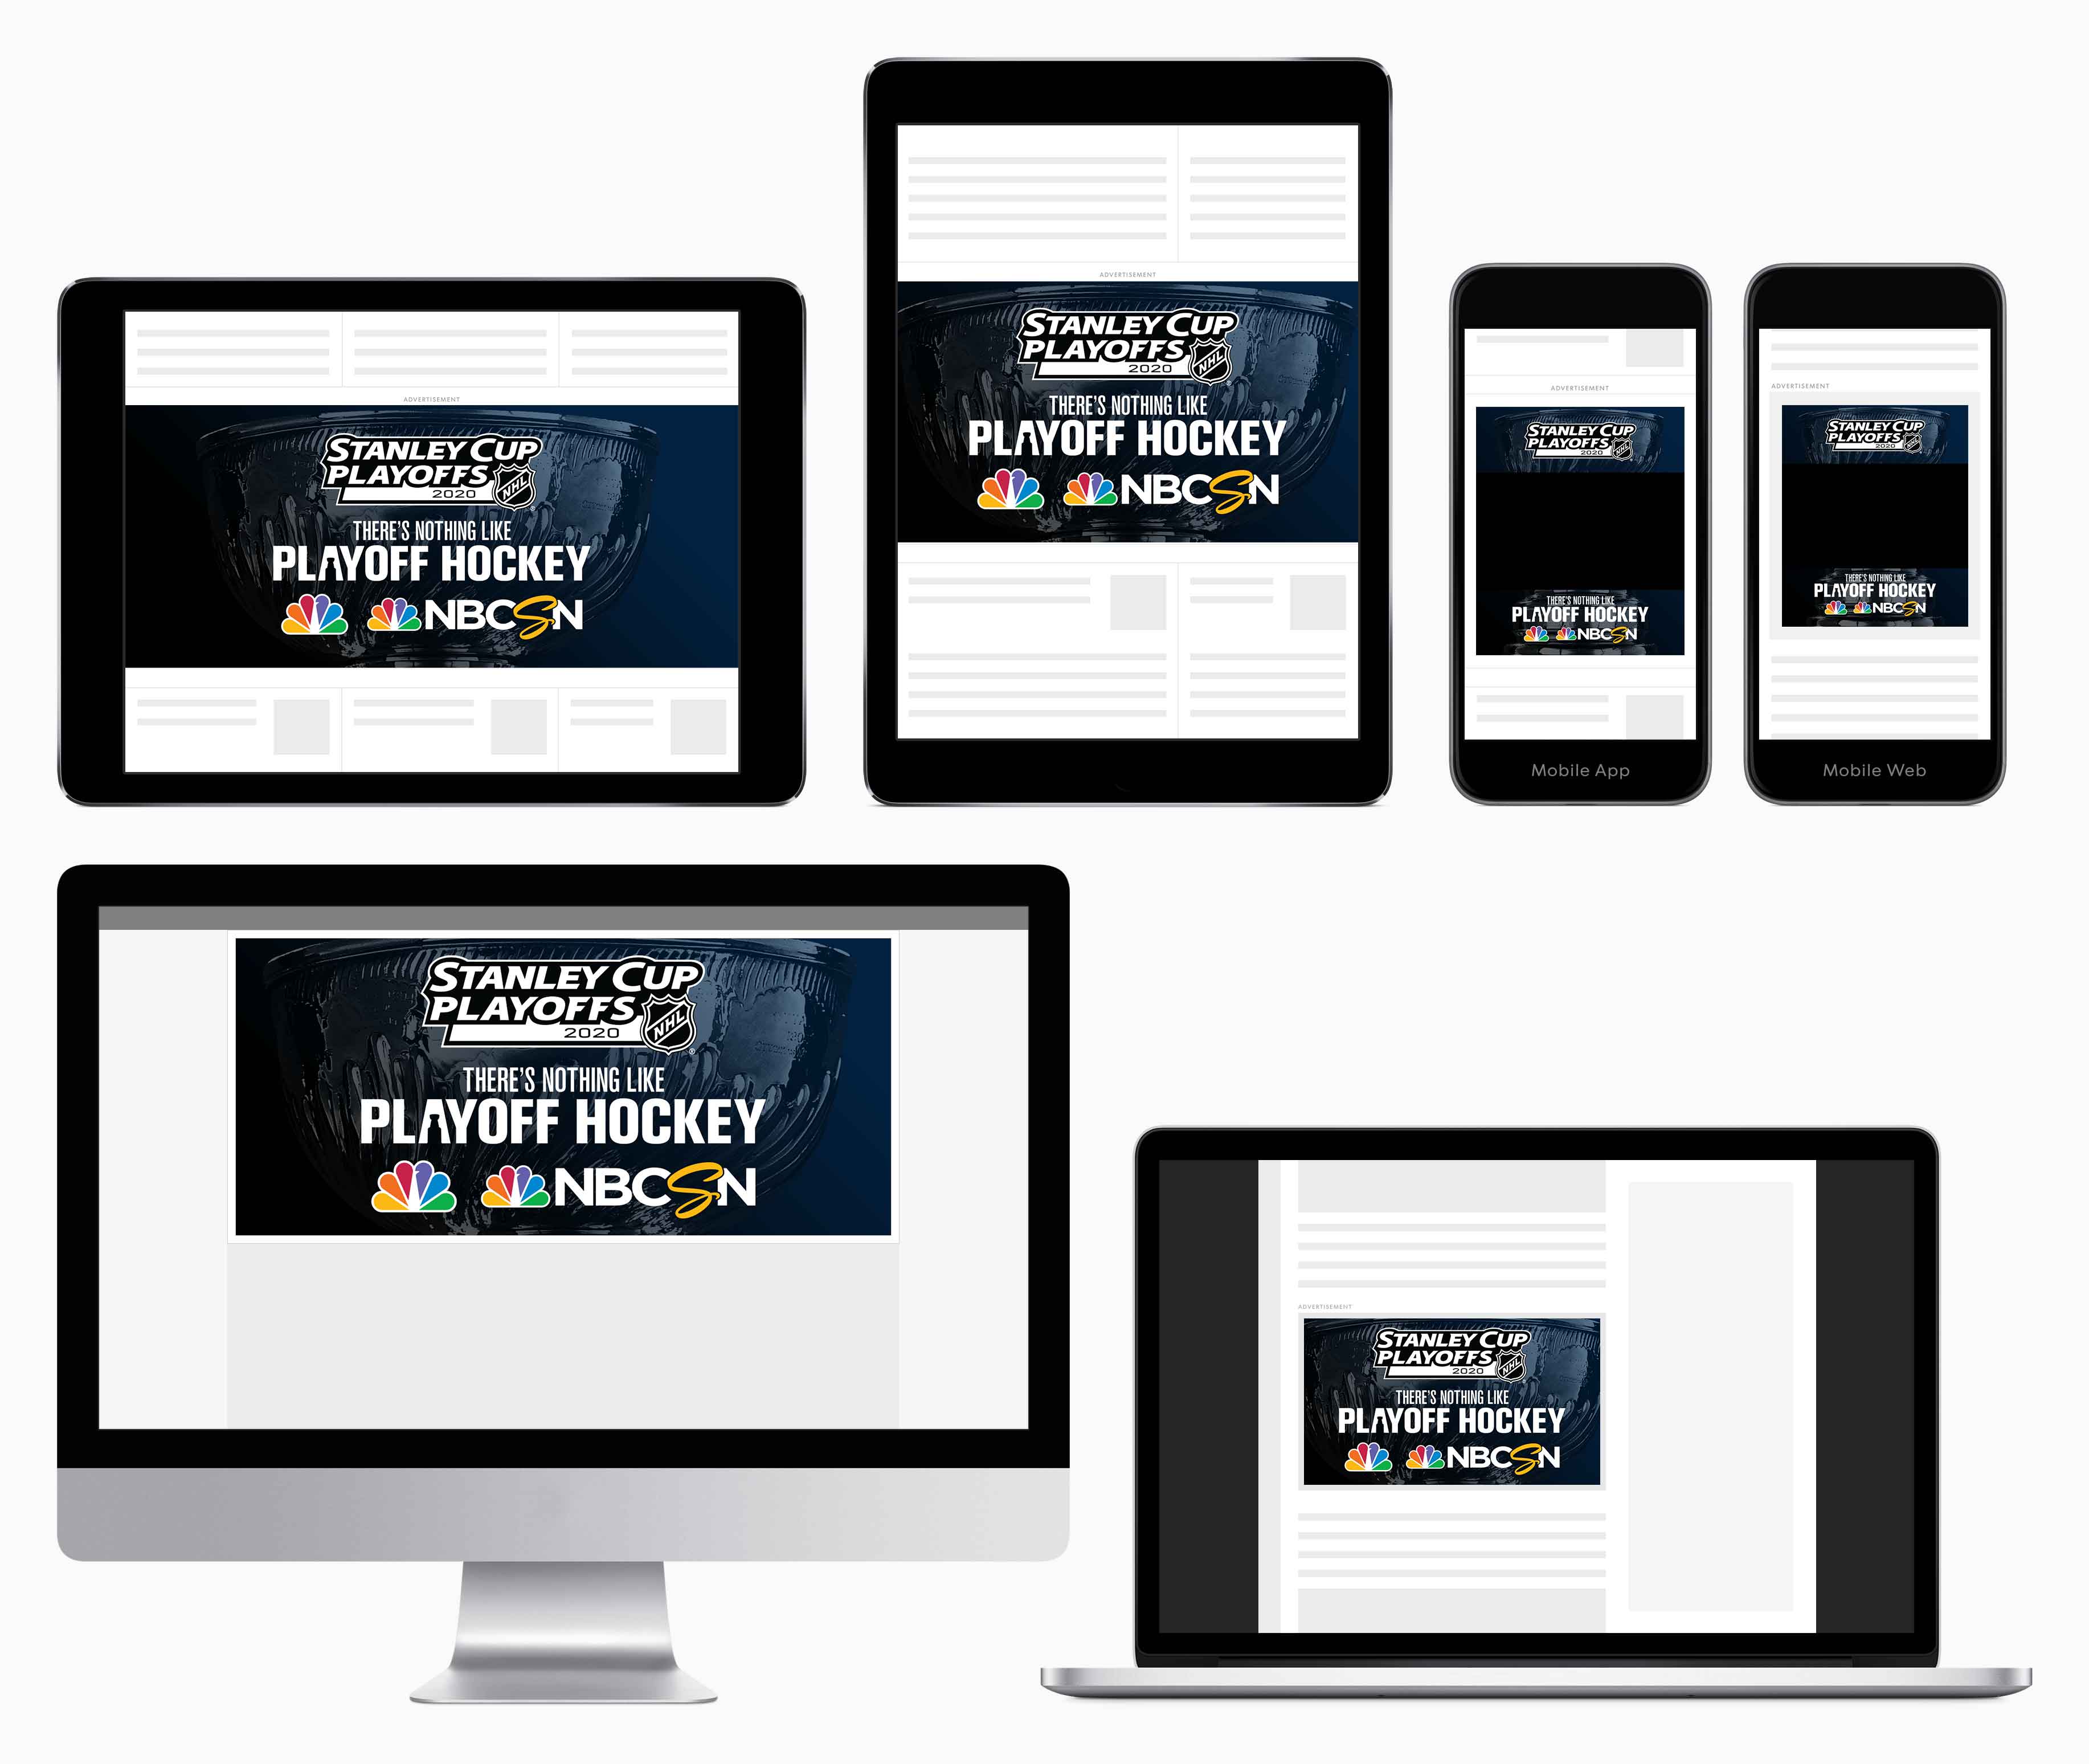 ADVERTISEMENT
STANLEY CUP
PLAYOFFS
2020
NHL
THERE'S NOTHING LIKE
PLAYOFF HOCKEY
NBCSN
ADVERTISEMENT
STANLEY CUP
PLAYOFFS
2020
NHL
THERE'S NOTHING LIKE
PLAYOFF HOCKEY
NBCSN
ADVERTISEMENT
STANLEY CUP
PLAYOFFS
2020
NHL
THERE'S NOTHING LIKE
PLAYOFF HOCKEY
NBCSN
Mobile App
ADVERTISEMENT
STANLEY CUP
PLAYOFFS
2020
NHL
THERE'S NOTHING LIKE
PLAYOFF HOCKEY
NBCSN
Mobile Web
STANLEY CUP
PLAYOFFS
2020
NHL
®
THERE'S NOTHING LIKE
PLAYOFF HOCKEY
NBCSN
ADVERTISEMENT
STANLEY CUP
PLAYOFFS
2020
NHL
THERE'S NOTHING LIKE
PLAYOFF HOCKEY
NBCSN